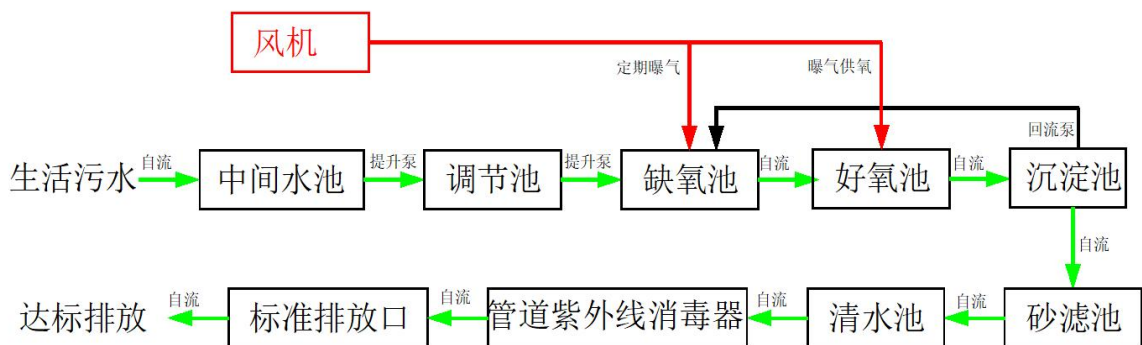 风机
定期曝气
曝气供氧
回流泵
生活污水
自流
中间水池
提升泵
调节池
提升泵
缺氧池
自流
好氧池
自流
沉淀池
自流
达标排放
自流
标准排放口
自流
管道紫外线消毒器
自流
清水池
自流
砂滤池